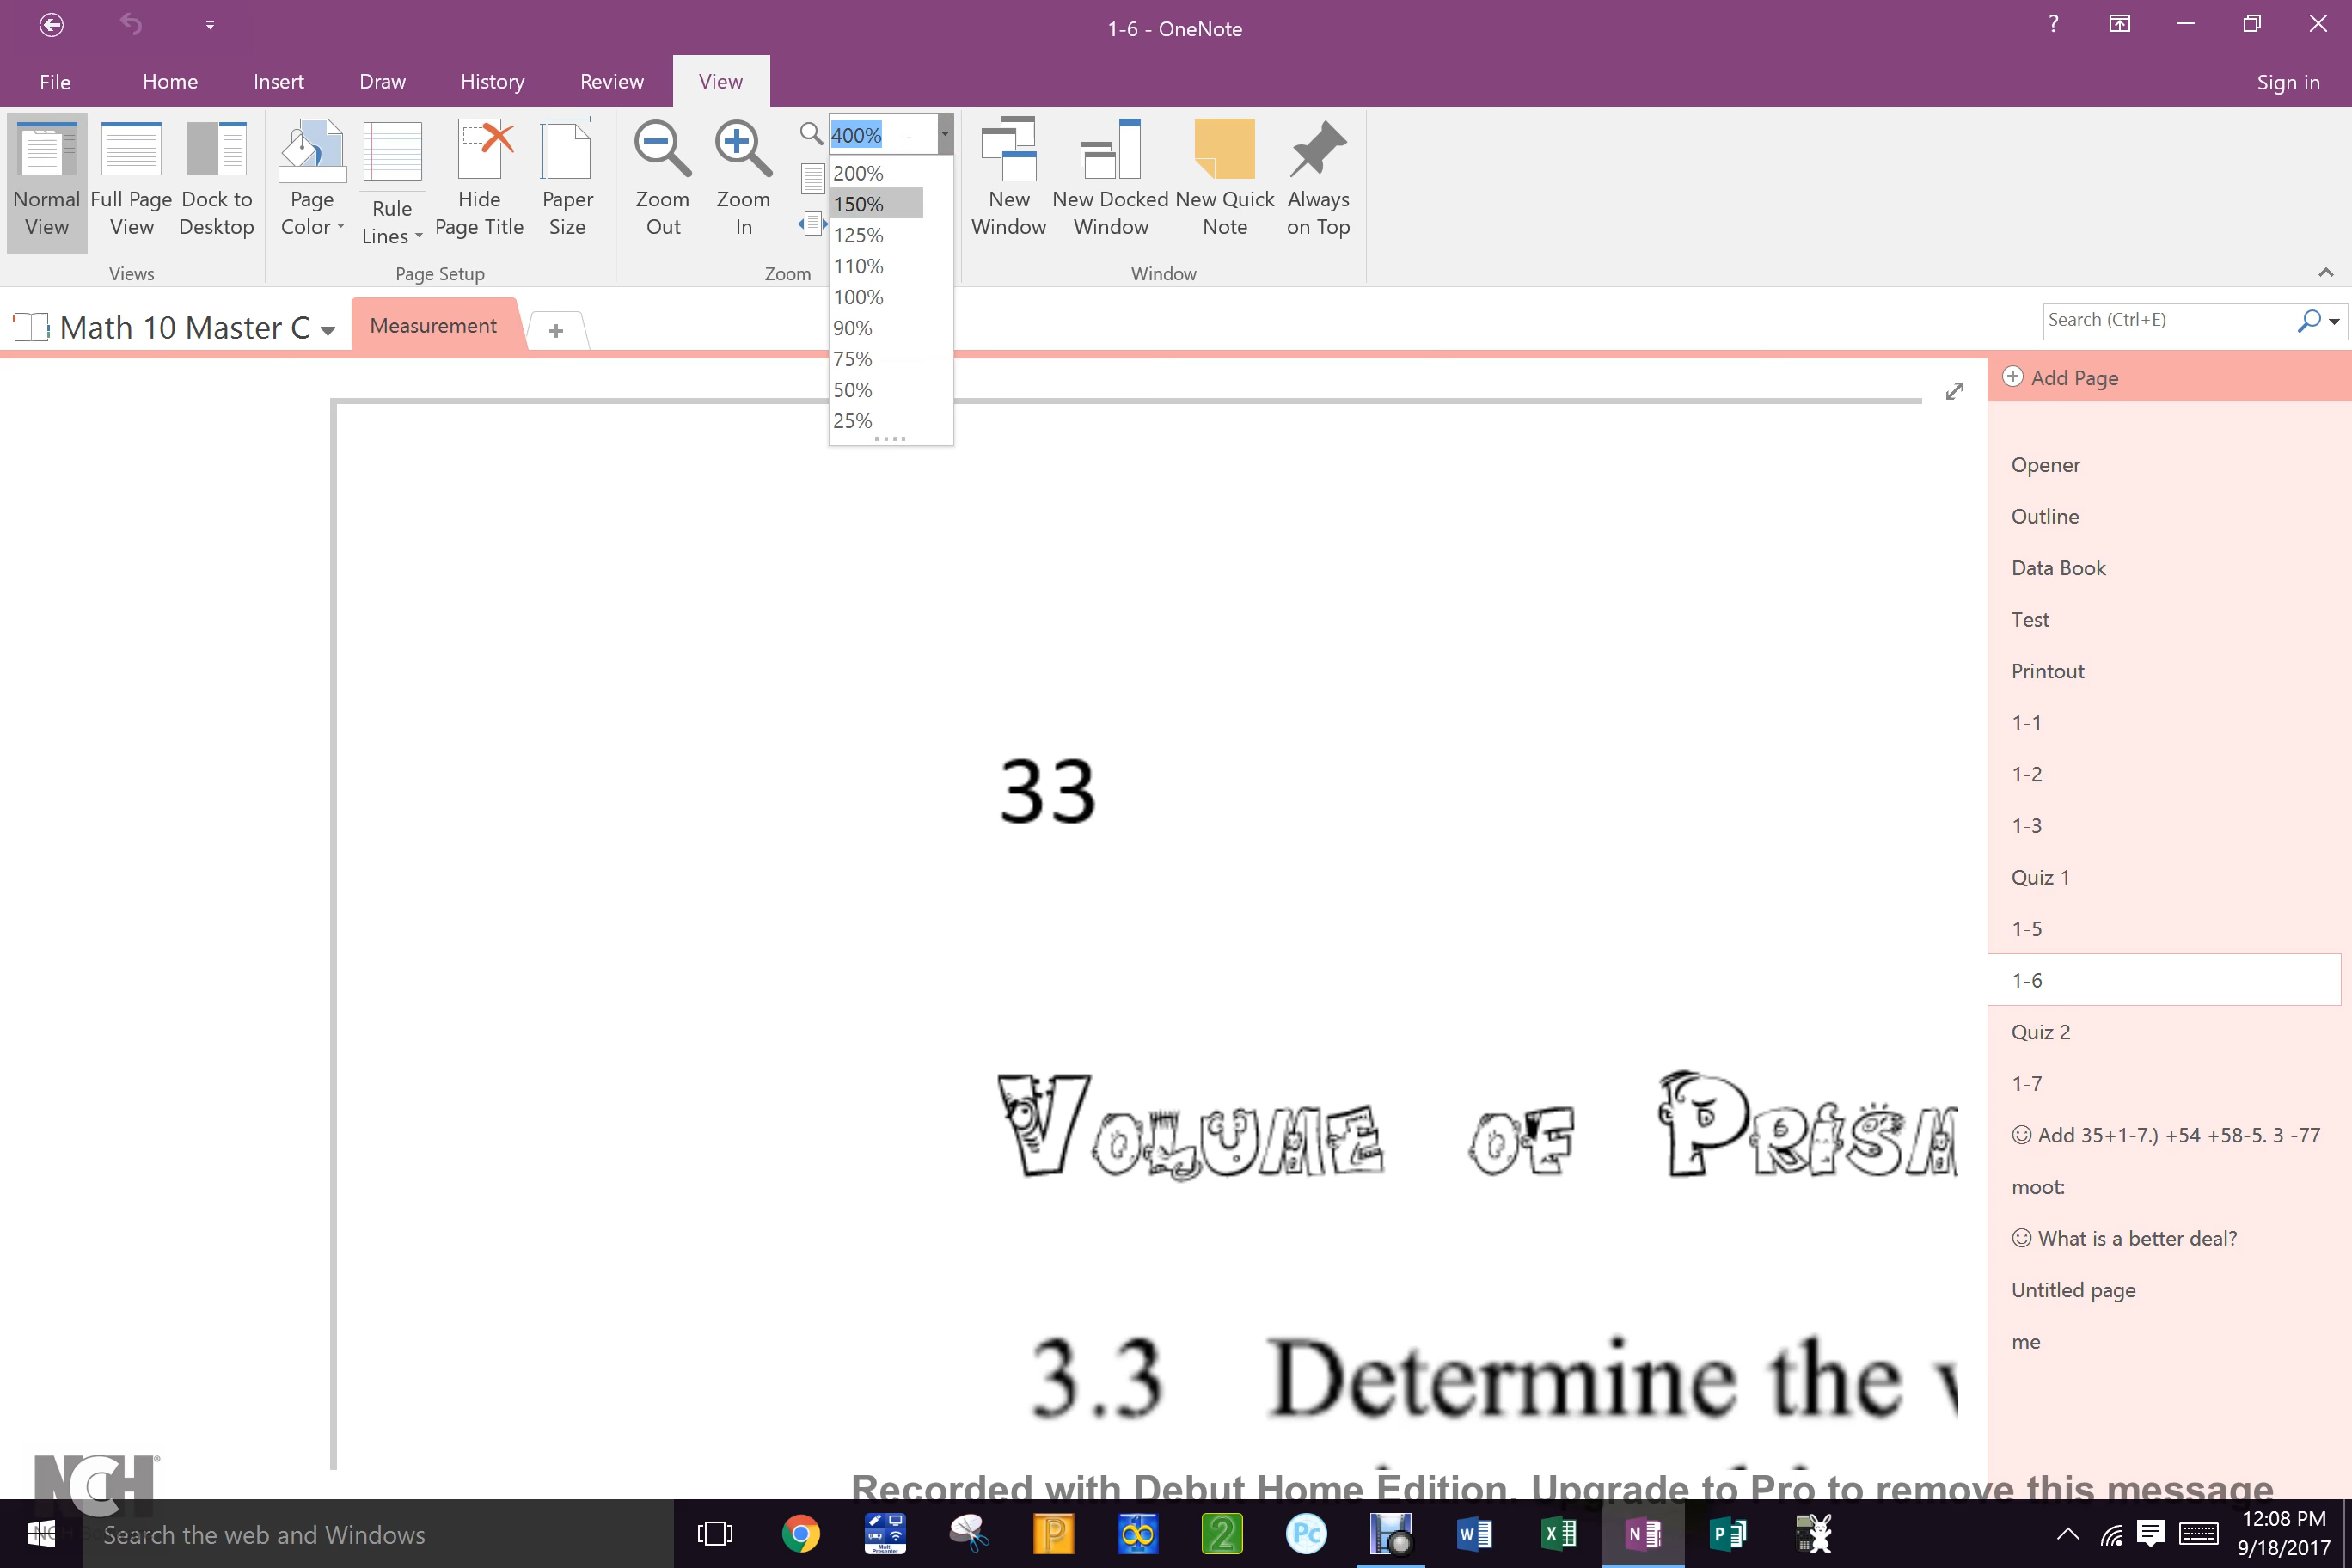 1-6 - OneNote
?
File Home Insert Draw History Review View Sign in
Normal View
Full Page View
Dock to Desktop
Page Color
Rule Lines
Hide Page Title
Paper Size
Zoom Out
Zoom In
400%
200%
150%
125%
110%
100%
90%
75%
50%
25%
New Window
New Docked Window
New Quick Note
Always on Top
Views
Page Setup
Zoom
Window
Math 10 Master C
Measurement
Search (Ctrl+E)
Add Page
Opener
Outline
Data Book
Test
Printout
1-1
1-2
1-3
Quiz 1
1-5
1-6
Quiz 2
1-7
Add 35+1-7.) +54 +58-5. 3 -77
moot:
What is a better deal?
Untitled page
me
33
VOLUME OF PRISM
3.3 Determine the v
NCH
Recorded with Debut Home Edition. Upgrade to Pro to remove this message
Search the web and Windows
12:08 PM
9/18/2017